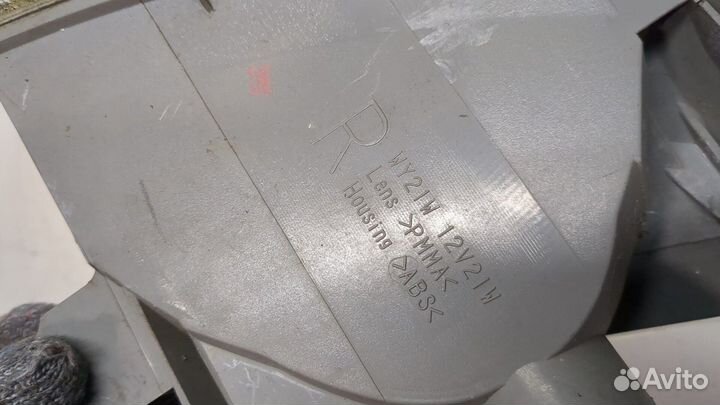 R
WY21W 12V21W
Lens >PMMA<
Housing >ABS<
Avito